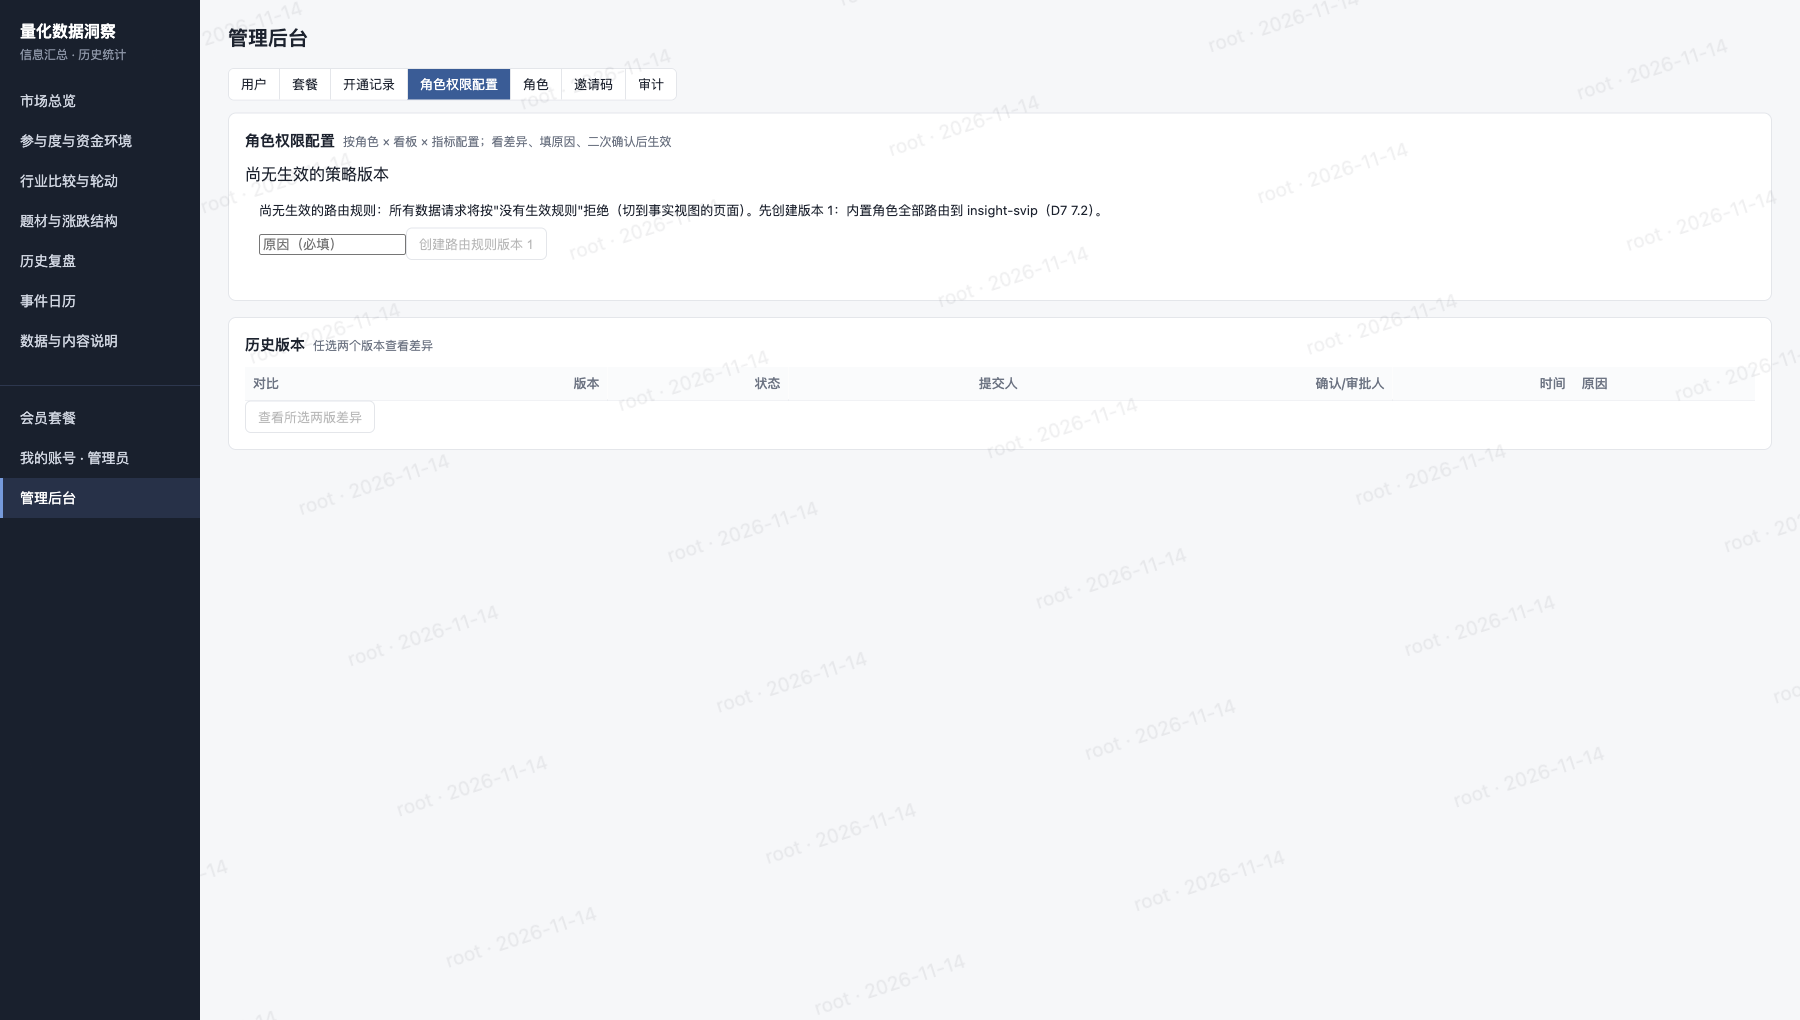 量化数据洞察
信息汇总 · 历史统计
市场总览
参与度与资金环境
行业比较与轮动
题材与涨跌结构
历史复盘
事件日历
数据与内容说明
会员套餐
我的账号 · 管理员
管理后台
管理后台
用户 套餐 开通记录 角色权限配置 角色 邀请码 审计
角色权限配置 按角色 × 看板 × 指标配置；看差异、填原因、二次确认后生效
尚无生效的策略版本
尚无生效的路由规则：所有数据请求将按"没有生效规则"拒绝（切到事实视图的页面）。先创建版本 1：内置角色全部路由到 insight-svip（D7 7.2）。
原因（必填） 创建路由规则版本 1
历史版本 任选两个版本查看差异
对比 版本 状态 提交人 确认/审批人 时间 原因
查看所选两版差异
root · 2026-11-14